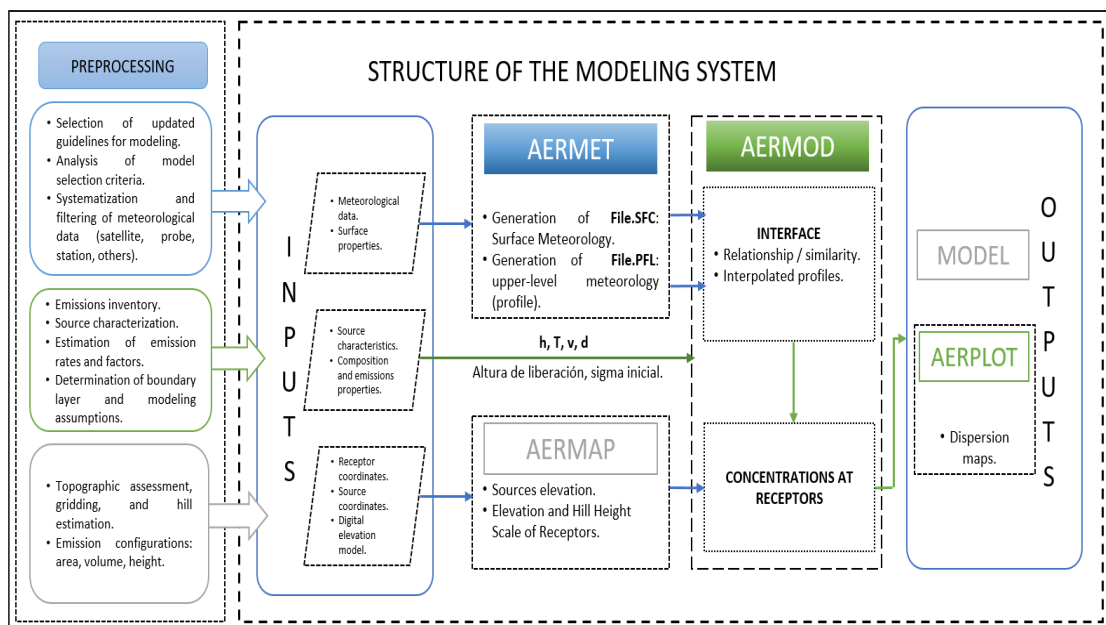 PREPROCESSING
• Selection of updated
guidelines for modeling.
• Analysis of model
selection criteria.
• Systematization and
filtering of meteorological
data (satellite, probe,
station, others).
• Emissions inventory.
• Source characterization.
• Estimation of emission
rates and factors.
• Determination of boundary
layer and modeling
assumptions.
• Topographic assessment,
gridding, and hill
estimation.
• Emission configurations:
area, volume, height.
STRUCTURE OF THE MODELING SYSTEM
INPUTS
• Meteorological
data.
• Surface
properties.
• Source
characteristics.
• Composition
and emissions
properties.
• Receptor
coordinates.
• Source
coordinates.
• Digital
elevation
model.
AERMET
• Generation of File.SFC:
Surface Meteorology.
• Generation of File.PFL:
upper-level meteorology
(profile).
h, T, v, d
Altura de liberación, sigma inicial.
AERMAP
• Sources elevation.
• Elevation and Hill Height
Scale of Receptors.
AERMOD
INTERFACE
• Relationship / similarity.
• Interpolated profiles.
CONCENTRATIONS AT
RECEPTORS
MODEL
AERPLOT
• Dispersion
maps.
OUTPUTS